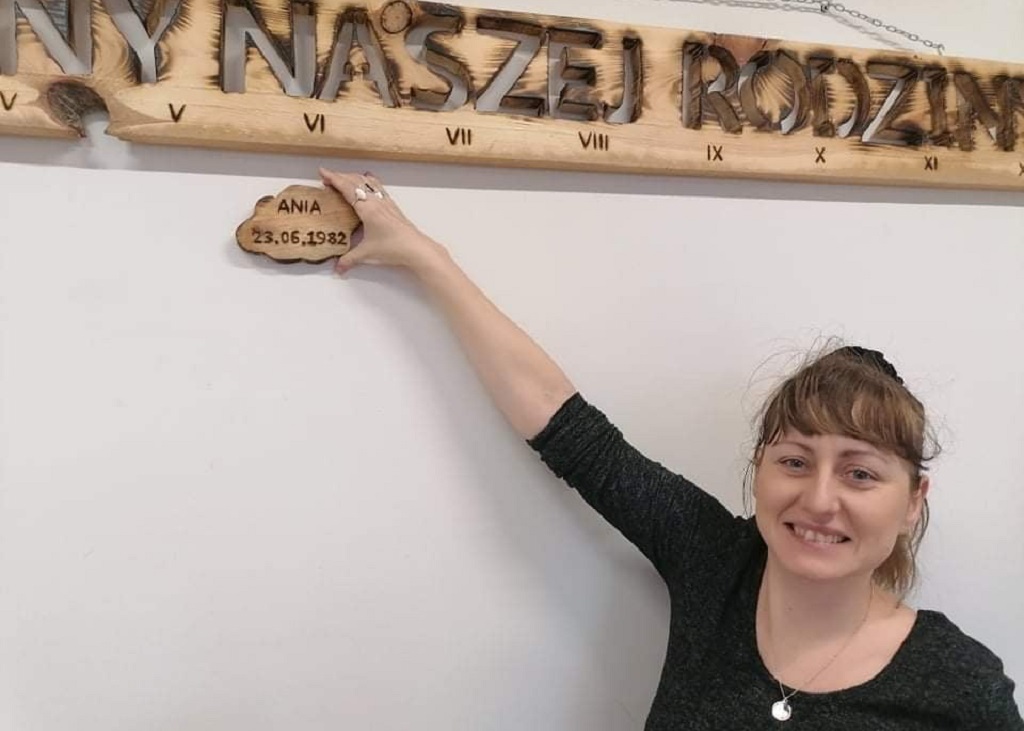 NY NASZEJ RODZIN
V V VI VII VIII IX X XI
ANIA
23.06.1982